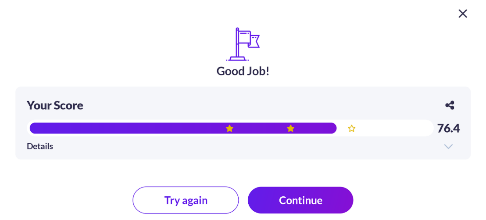 Good Job!
Your Score
76.4
Details
Try again
Continue